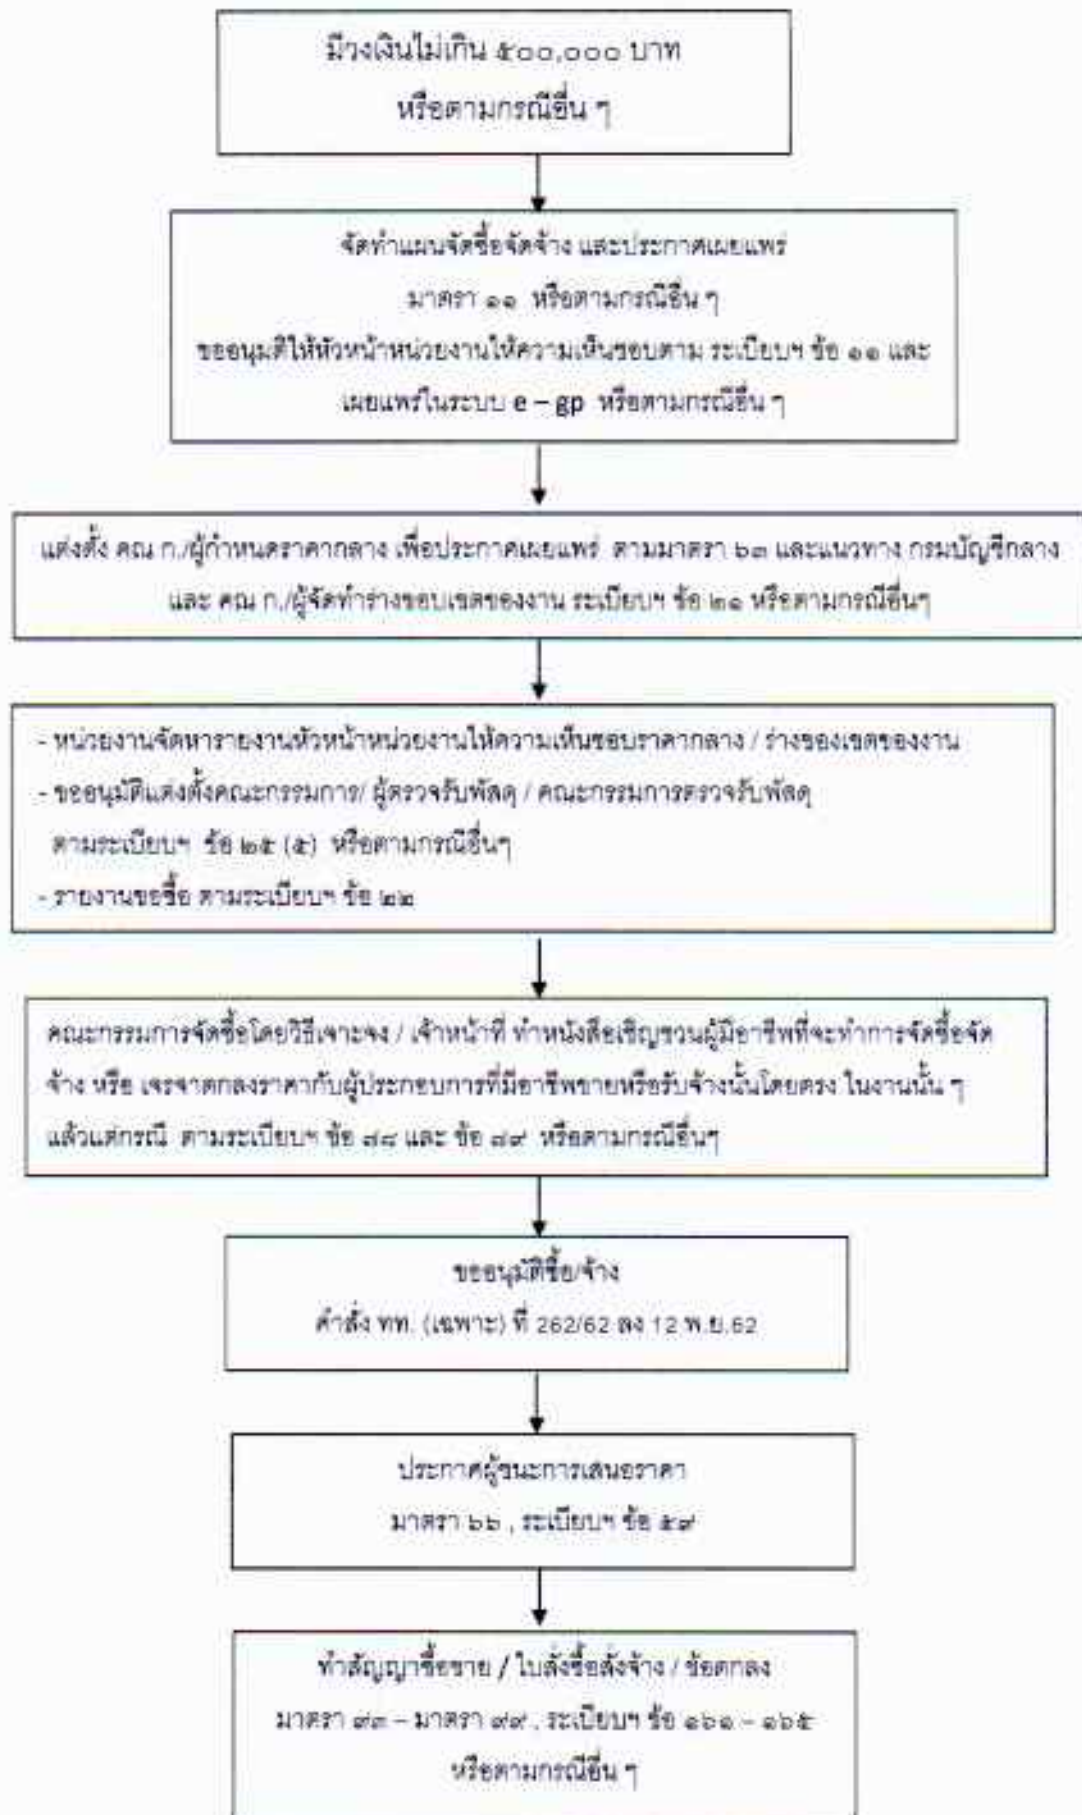 มีวงเงินไม่เกิน ๕๐๐,๐๐๐ บาท
หรือตามกรณีอื่น ๆ
จัดทำแผนจัดซื้อจัดจ้าง และประกาศเผยแพร่
มาตรา ๑๑ หรือตามกรณีอื่น ๆ
ขออนุมติให้หัวหน้าหน่วยงานให้ความเห็นชอบตาม ระเบียบฯ ข้อ ๑๑ และ
เผยแพร่ในระบบ e – gp หรือตามกรณีอื่น ๆ
แต่งตั้ง คณ ก./ผู้กำหนดราคากลาง เพื่อประกาศเผยแพร่ ตามมาตรา ๖๓ และแนวทาง กรมบัญชีกลาง
และ คณ ก./ผู้จัดทำร่างขอบเขตของงาน ระเบียบฯ ข้อ ๒๑ หรือตามกรณีอื่นๆ
- หน่วยงานจัดหารายงานหัวหน้าหน่วยงานให้ความเห็นชอบราคากลาง / ร่างของเขตของงาน
- ขออนุมัติแต่งตั้งคณะกรรมการ/ ผู้ตรวจรับพัสดุ / คณะกรรมการตรวจรับพัสดุ
ตามระเบียบฯ ข้อ ๒๕ (๕) หรือตามกรณีอื่นๆ
- รายงานขอซื้อ ตามระเบียบฯ ข้อ ๒๒
คณะกรรมการจัดซื้อโดยวิธีเจาะจง / เจ้าหน้าที่ ทำหนังสือเชิญชวนผู้มีอาชีพที่จะทำการจัดซื้อจัด
จ้าง หรือ เจรจาตกลงราคากับผู้ประกอบการที่มีอาชีพขายหรือรับจ้างนั้นโดยตรง ในงานนั้น ๆ
แล้วแต่กรณี ตามระเบียบฯ ข้อ ๗๘ และ ข้อ ๗๙ หรือตามกรณีอื่นๆ
ขออนุมัติซื้อ/จ้าง
คำสั่ง ทท. (เฉพาะ) ที่ 262/62 ลง 12 พ.ย.62
ประกาศผู้ชนะการเสนอราคา
มาตรา ๖๖ , ระเบียบฯ ข้อ ๕๙
ทำสัญญาซื้อขาย / ใบสั่งซื้อสั่งจ้าง / ข้อตกลง
มาตรา ๙๓ – มาตรา ๙๙ , ระเบียบฯ ข้อ ๑๖๑ – ๑๖๕
หรือตามกรณีอื่น ๆ